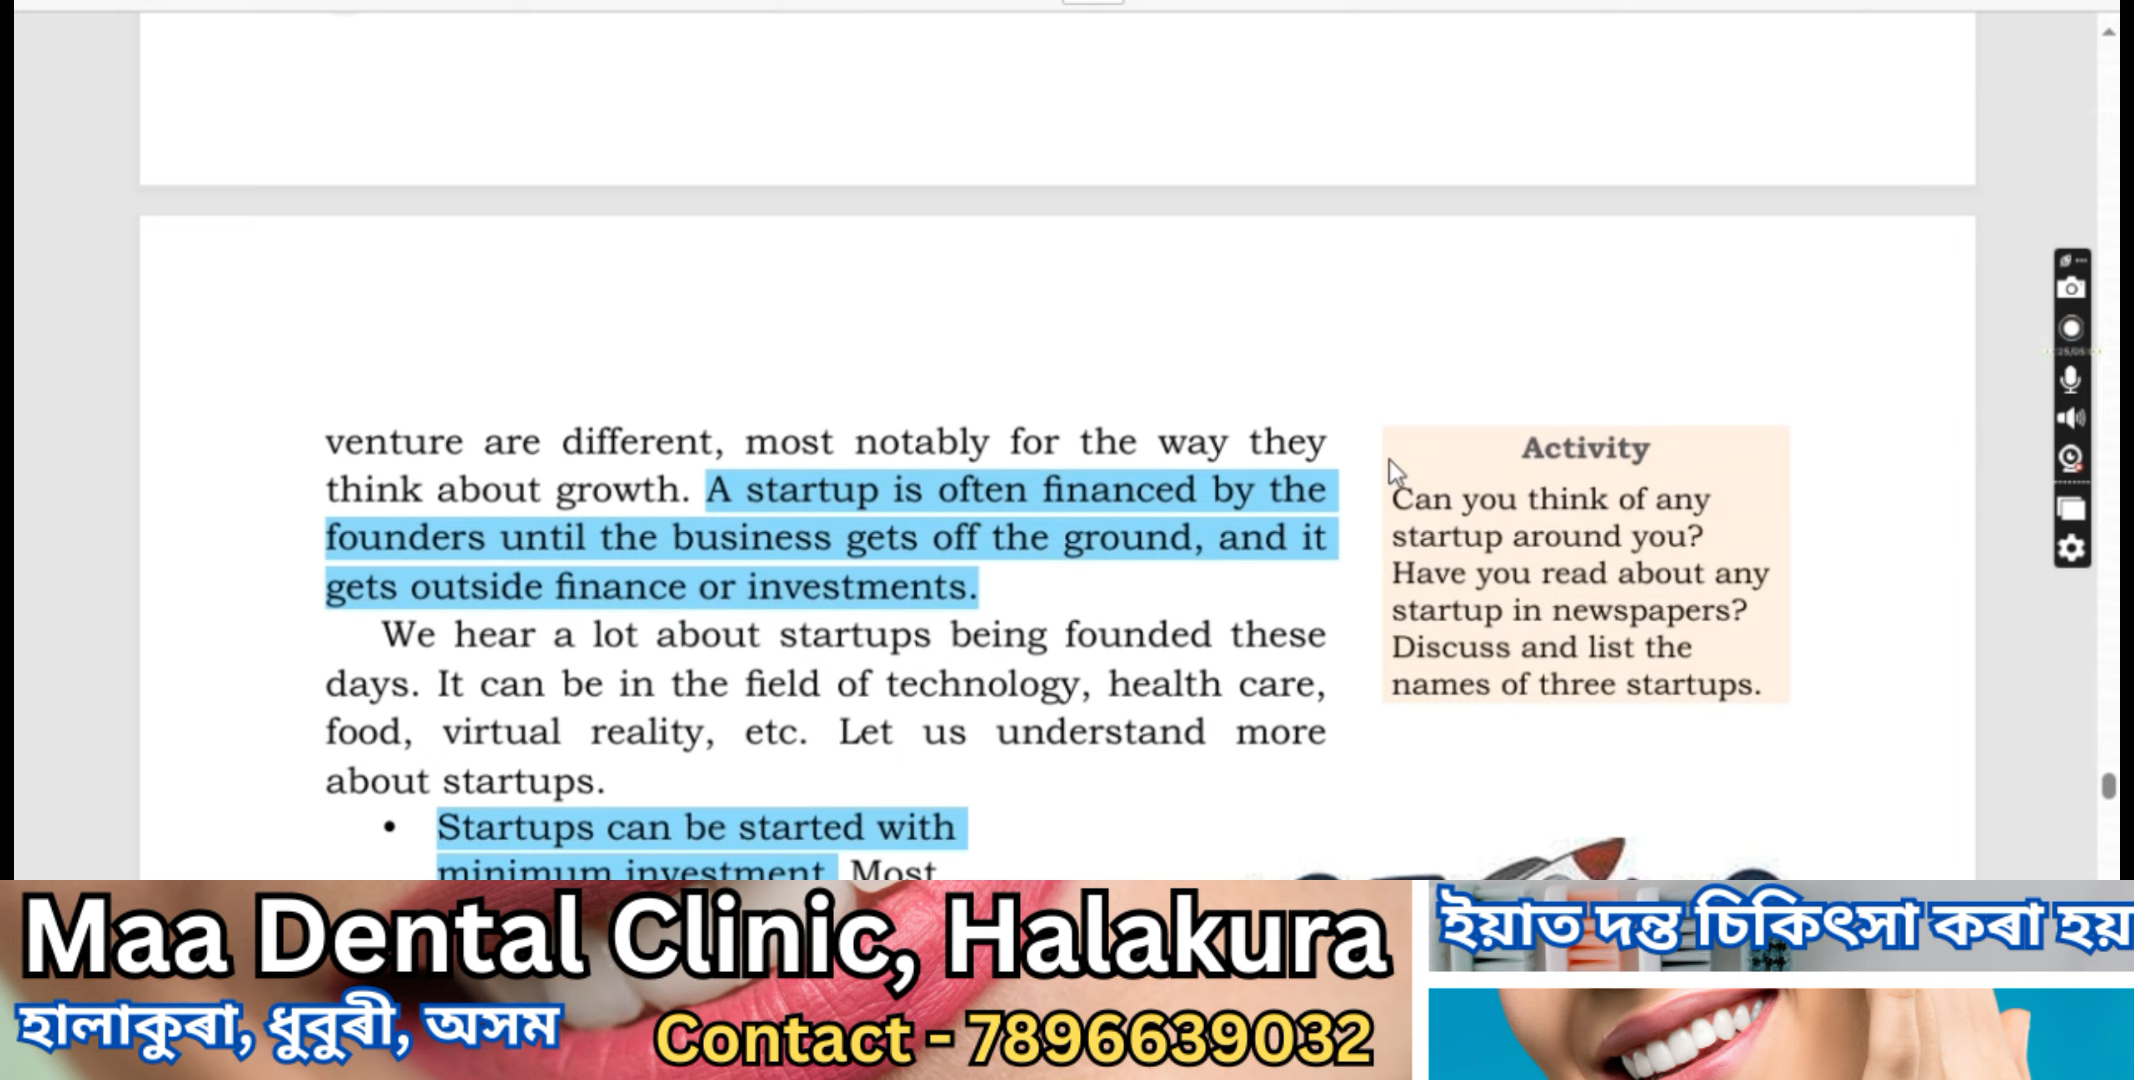 venture are different, most notably for the way they
think about growth. A startup is often financed by the
founders until the business gets off the ground, and it
gets outside finance or investments.
We hear a lot about startups being founded these
days. It can be in the field of technology, health care,
food, virtual reality, etc. Let us understand more
about startups.
• Startups can be started with
minimum investment. Most
Activity
Can you think of any
startup around you?
Have you read about any
startup in newspapers?
Discuss and list the
names of three startups.
Maa Dental Clinic, Halakura
হালাকুৰা, ধুবুৰী, অসম
Contact - 7896639032
ইয়াত দন্ত চিকিৎসা কৰা হয়